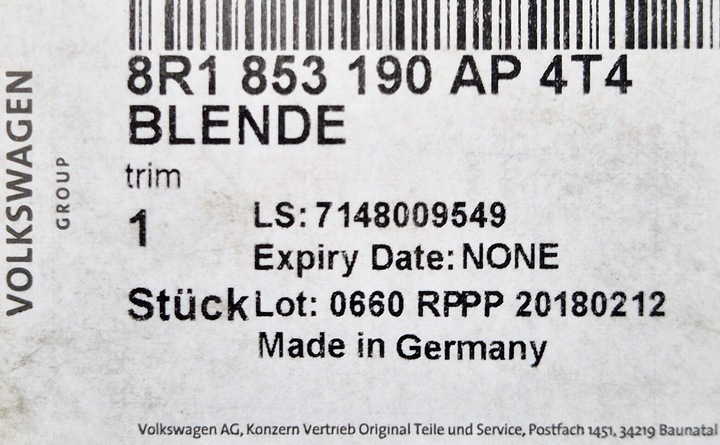 8R1 853 190 AP 4T4
BLENDE
trim
1
LS: 7148009549
Expiry Date: NONE
Stück Lot: 0660 RPPP 20180212
Made in Germany
VOLKSWAGEN
GROUP
Volkswagen AG, Konzern Vertrieb Original Teile und Service, Postfach 1451, 34219 Baunatal